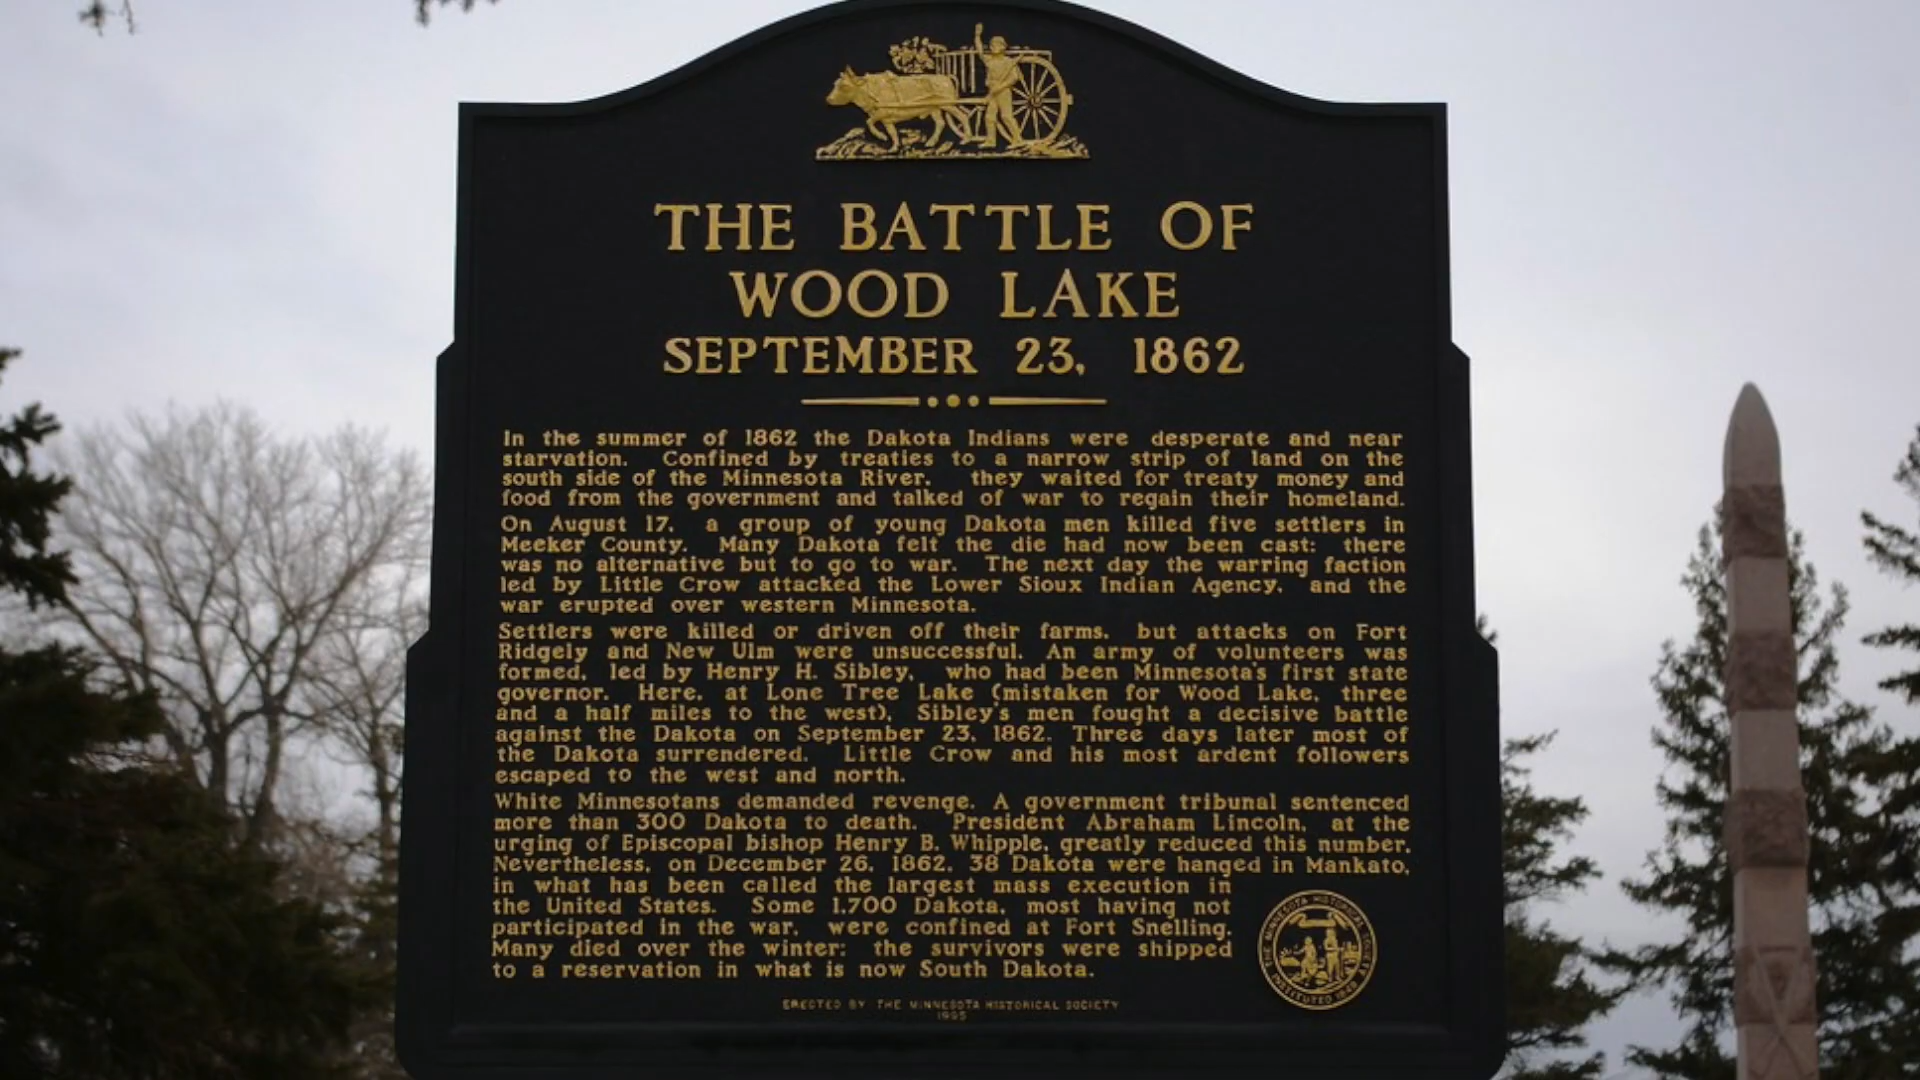 THE BATTLE OF
WOOD LAKE
SEPTEMBER 23, 1862
In the summer of 1862 the Dakota Indians were desperate and near
starvation. Confined by treaties to a narrow strip of land on the
south side of the Minnesota River, they waited for treaty money and
food from the government and talked of war to regain their homeland.
On August 17, a group of young Dakota men killed five settlers in
Meeker County. Many Dakota felt the die had now been cast; there
was no alternative but to go to war. The next day the warring faction
led by Little Crow attacked the Lower Sioux Indian Agency, and the
war erupted over western Minnesota.
Settlers were killed or driven off their farms, but attacks on Fort
Ridgely and New Ulm were unsuccessful. An army of volunteers was
formed, led by Henry H. Sibley, who had been Minnesota's first state
governor. Here, at Lone Tree Lake (mistaken for Wood Lake, three
and a half miles to the west), Sibley's men fought a decisive battle
against the Dakota on September 23, 1862. Three days later most of
the Dakota surrendered. Little Crow and his most ardent followers
escaped to the west and north.
White Minnesotans demanded revenge. A government tribunal sentenced
more than 300 Dakota to death. President Abraham Lincoln, at the
urging of Episcopal bishop Henry B. Whipple, greatly reduced this number.
Nevertheless, on December 26, 1862, 38 Dakota were hanged in Mankato,
in what has been called the largest mass execution in
the United States. Some 1,700 Dakota, most having not
participated in the war, were confined at Fort Snelling.
Many died over the winter; the survivors were shipped
to a reservation in what is now South Dakota.
THE MINNESOTA HISTORICAL SOCIETY
INSTITUTED 1849
ERECTED BY THE MINNESOTA HISTORICAL SOCIETY
1995